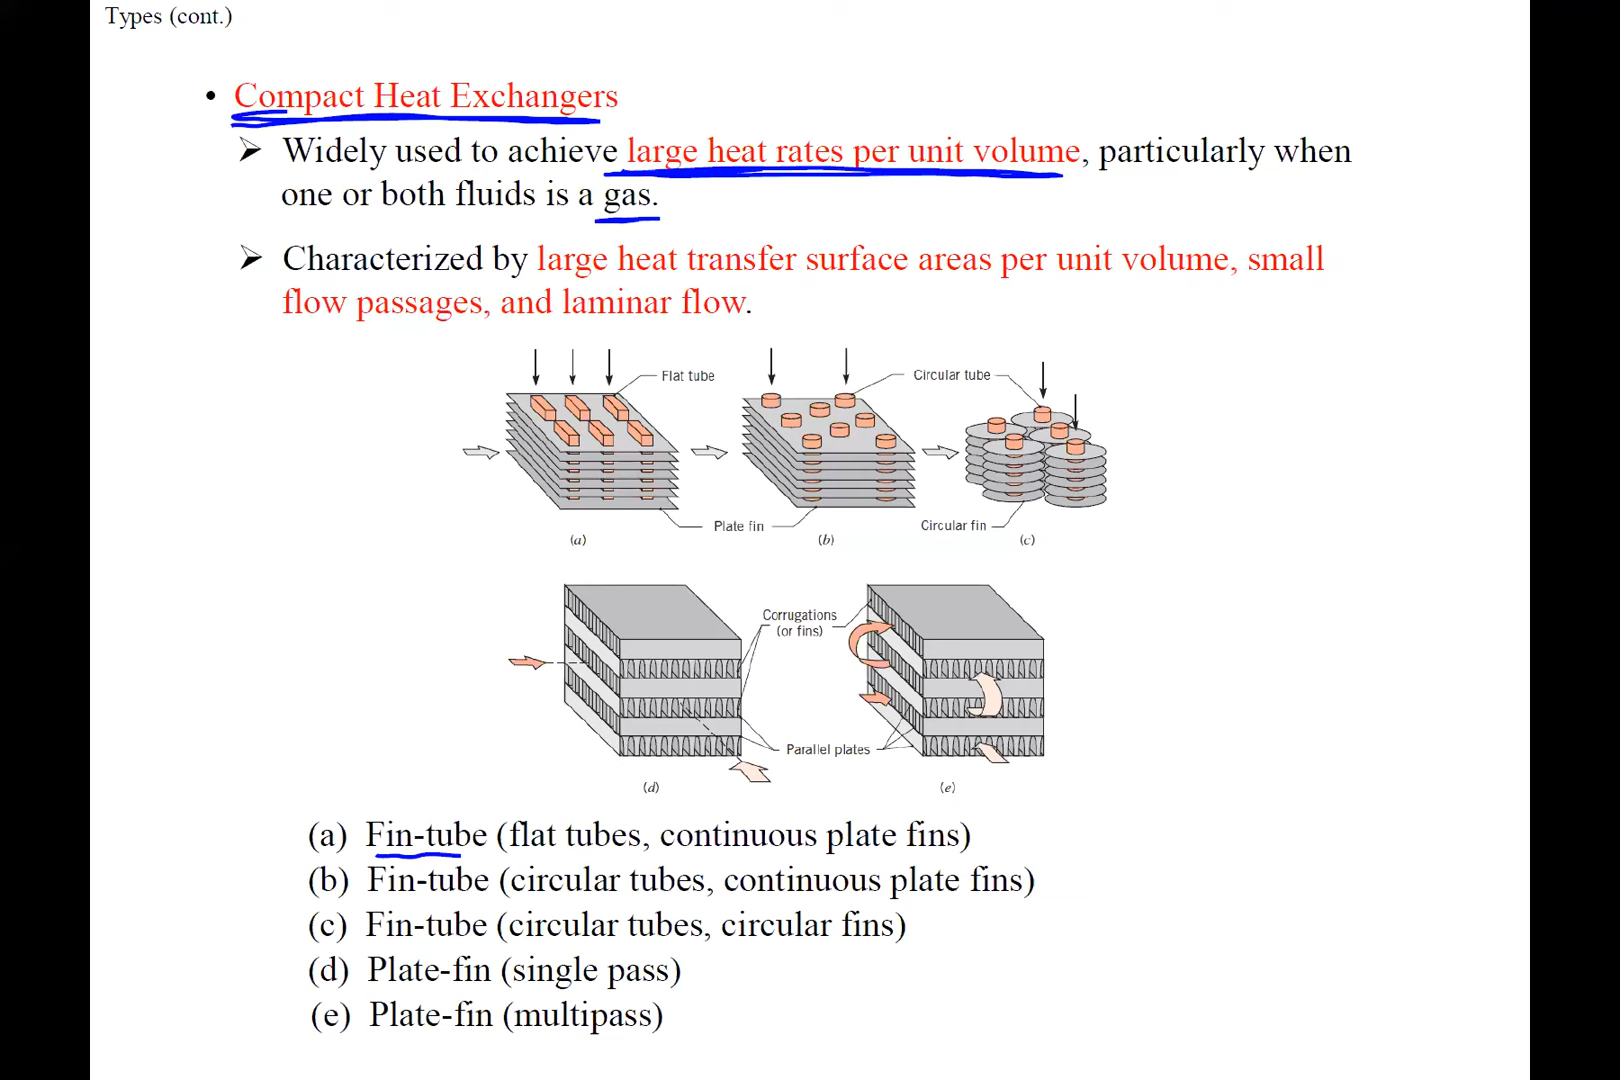 Types (cont.)
• Compact Heat Exchangers
➢ Widely used to achieve large heat rates per unit volume, particularly when
one or both fluids is a gas.
➢ Characterized by large heat transfer surface areas per unit volume, small
flow passages, and laminar flow.
Flat tube
Circular tube
Plate fin
Circular fin
(a)
(b)
(c)
Corrugations
(or fins)
Parallel plates
(d)
(e)
(a) Fin-tube (flat tubes, continuous plate fins)
(b) Fin-tube (circular tubes, continuous plate fins)
(c) Fin-tube (circular tubes, circular fins)
(d) Plate-fin (single pass)
(e) Plate-fin (multipass)